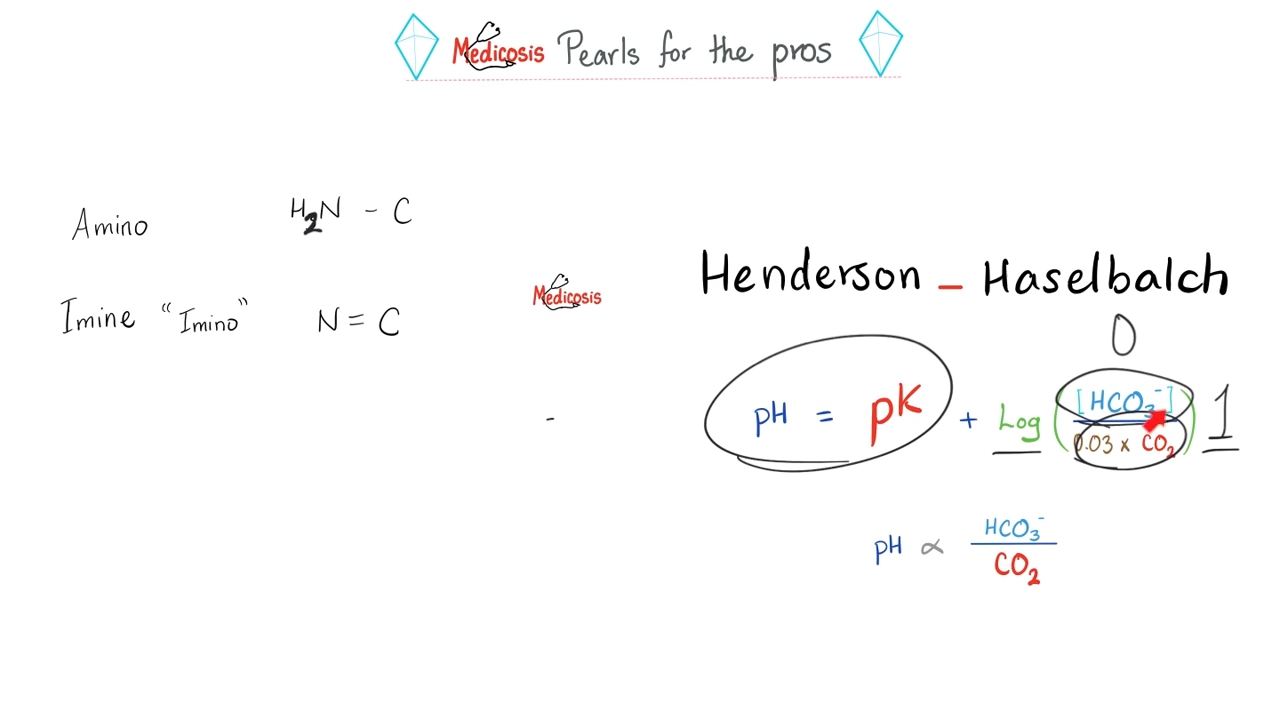 Medicosis Pearls for the pros
Amino H₂N - C
Imine “Imino” N = C
Medicosis
-
Henderson - Haselbalch
0
pH = pK + Log ([HCO₃⁻] / 0.03 x CO₂) 1
pH ∝ HCO₃⁻ / CO₂